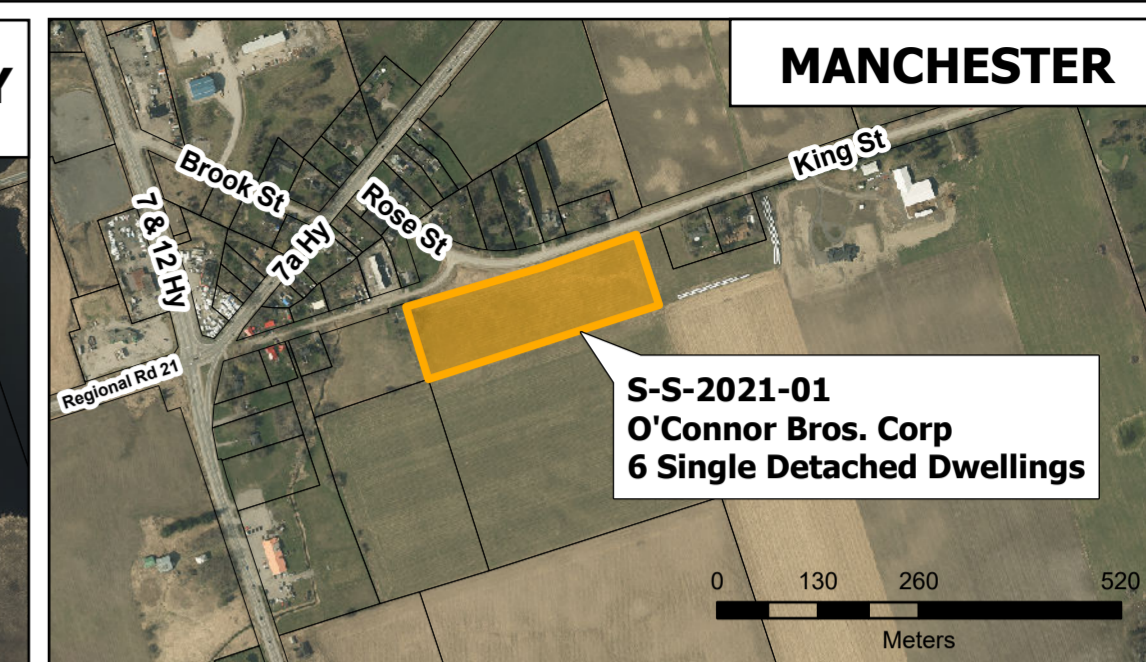 Y
MANCHESTER
King St
Brook St
Rose St
7 & 12 Hy
7a Hy
Regional Rd 21
S-S-2021-01
O'Connor Bros. Corp
6 Single Detached Dwellings
0 130 260 520
Meters